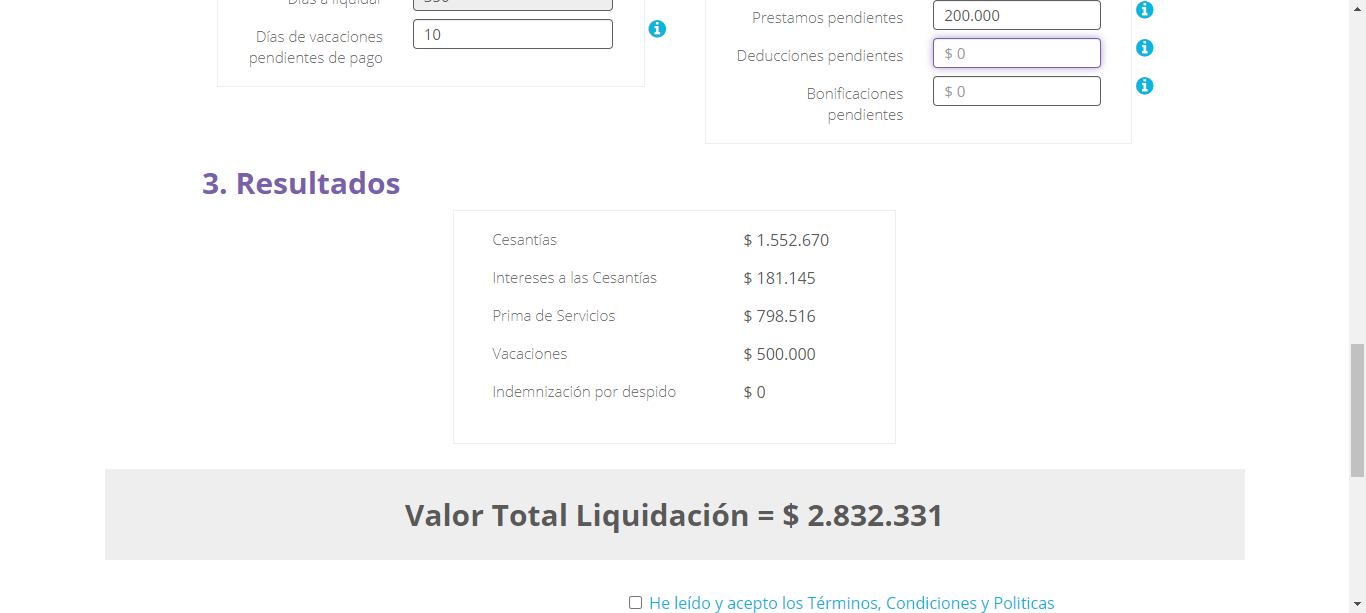 Días a liquidar
Días de vacaciones
pendientes de pago
10
Prestamos pendientes
200.000
Deducciones pendientes
$ 0
Bonificaciones
pendientes
$ 0
3. Resultados
Cesantías $ 1.552.670
Intereses a las Cesantías $ 181.145
Prima de Servicios $ 798.516
Vacaciones $ 500.000
Indemnización por despido $ 0
Valor Total Liquidación = $ 2.832.331
He leído y acepto los Términos, Condiciones y Politicas